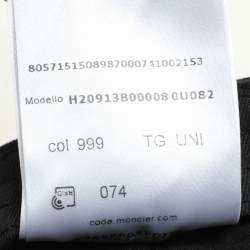 8057151508987000741002153
Modello H20913B00008 0U082
col 999 TG UNI
074
code.moncler.com